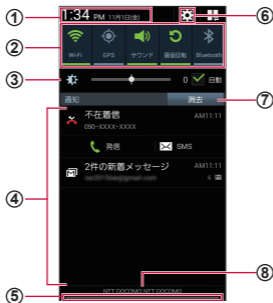 ① 1:34 PM 11月1日(金) ⑥
② Wi-Fi GPS サウンド 画面回転 Bluetooth
③ 0 自動
通知 消去 ⑦
不在着信 AM11:11
090-XXXX-XXXX
発信 SMS
④ 2件の新着メッセージ AM11:11
6
⑧
NTT DOCOMO,NTT DOCOMO
⑤